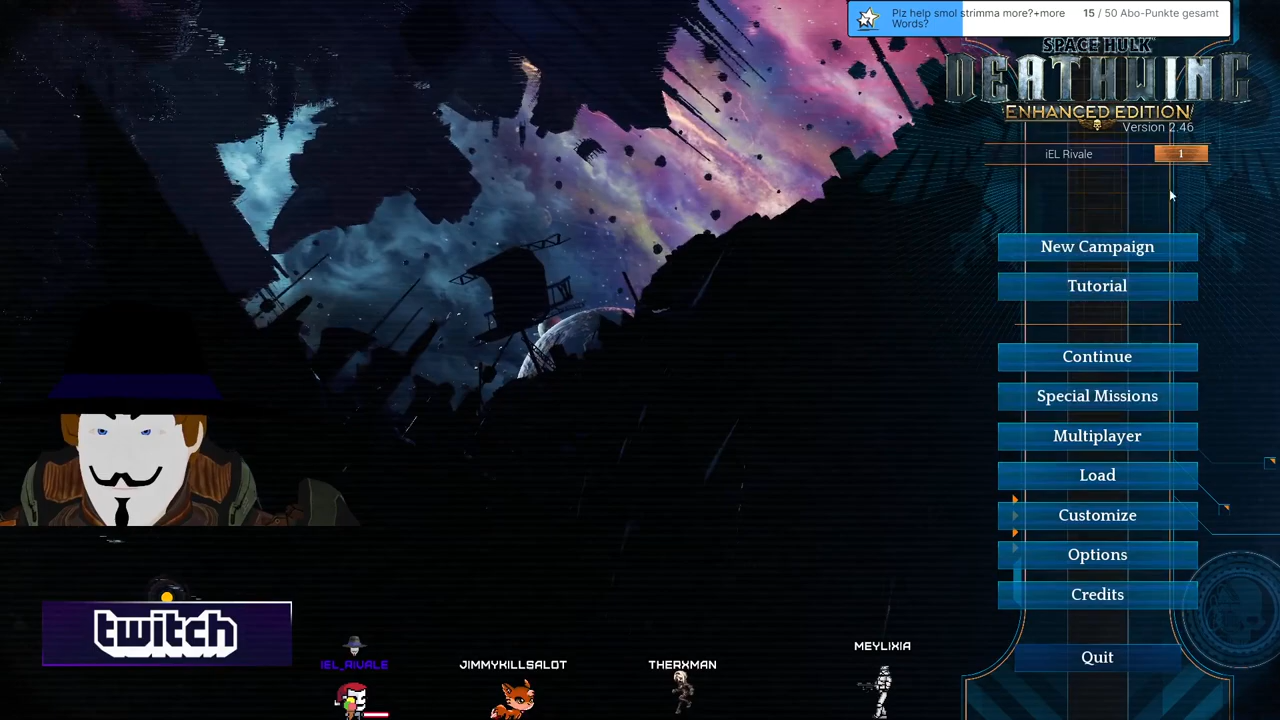 Plz help smol strimma more?+more
Words?
15 / 50 Abo-Punkte gesamt
SPACE HULK
DEATHWING
ENHANCED EDITION
Version 2.46
iEL Rivale
1
New Campaign
Tutorial
Continue
Special Missions
Multiplayer
Load
Customize
Options
Credits
Quit
twitch
IEL_RIVALE
JIMMYKILLSALOT
THERXMAN
MEYLIXIA